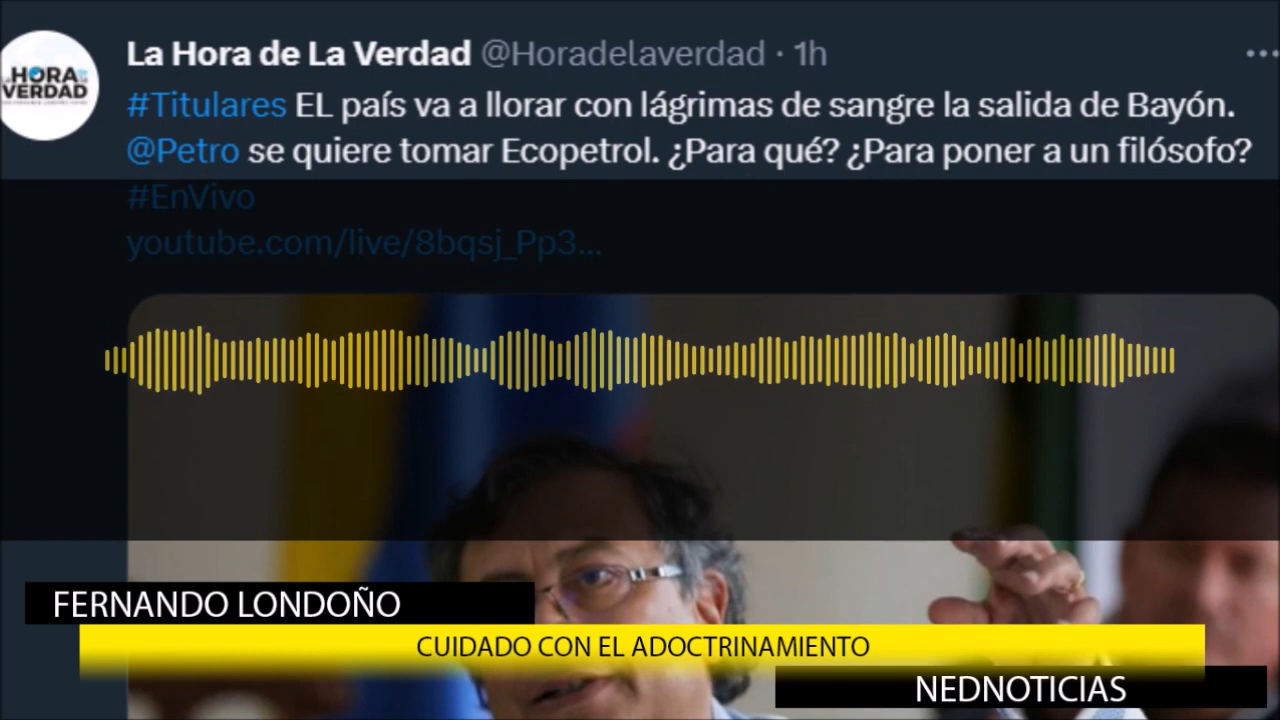 LA HORA DE LA
VERDAD
La Hora de La Verdad @Horadelaverdad · 1h
#Titulares EL país va a llorar con lágrimas de sangre la salida de Bayón.
@Petro se quiere tomar Ecopetrol. ¿Para qué? ¿Para poner a un filósofo?
#EnVivo
youtube.com/live/8bqsj_Pp3...
FERNANDO LONDOÑO
CUIDADO CON EL ADOCTRINAMIENTO
NEDNOTICIAS